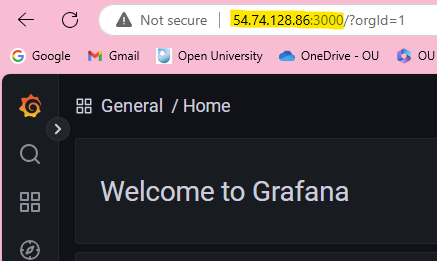 Not secure 54.74.128.86:3000/?orgId=1
Google Gmail Open University OneDrive - OU OU
General / Home
Welcome to Grafana